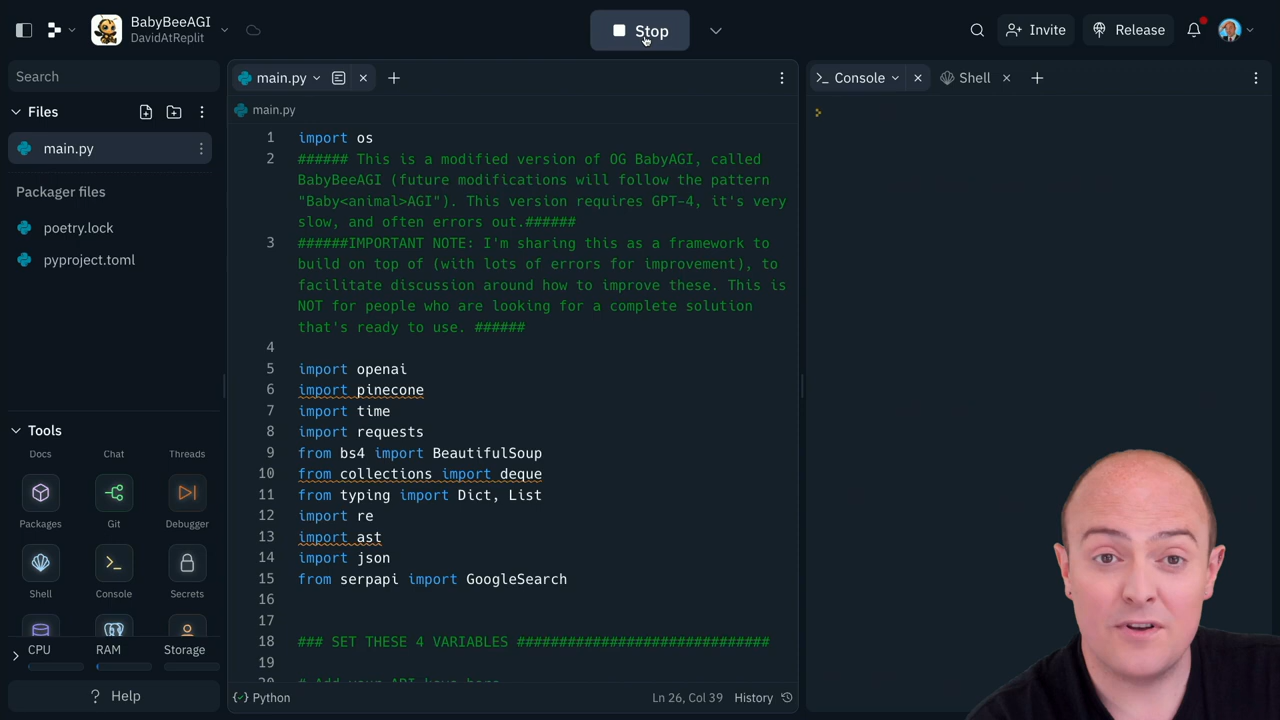 BabyBeeAGI
DavidAtReplit
Stop
Invite
Release
Search
Files
main.py
Packager files
poetry.lock
pyproject.toml
Tools
Docs
Chat
Threads
Packages
Git
Debugger
Shell
Console
Secrets
CPU
RAM
Storage
Help
main.py
main.py
1 import os
2 ###### This is a modified version of OG BabyAGI, called
BabyBeeAGI (future modifications will follow the pattern
"Baby<animal>AGI"). This version requires GPT-4, it's very
slow, and often errors out.######
3 ######IMPORTANT NOTE: I'm sharing this as a framework to
build on top of (with lots of errors for improvement), to
facilitate discussion around how to improve these. This is
NOT for people who are looking for a complete solution
that's ready to use. ######
4
5 import openai
6 import pinecone
7 import time
8 import requests
9 from bs4 import BeautifulSoup
10 from collections import deque
11 from typing import Dict, List
12 import re
13 import ast
14 import json
15 from serpapi import GoogleSearch
16
17
18 ### SET THESE 4 VARIABLES ##############################
19
20 # Add your API keys here
Python
Ln 26, Col 39
History
Console
Shell